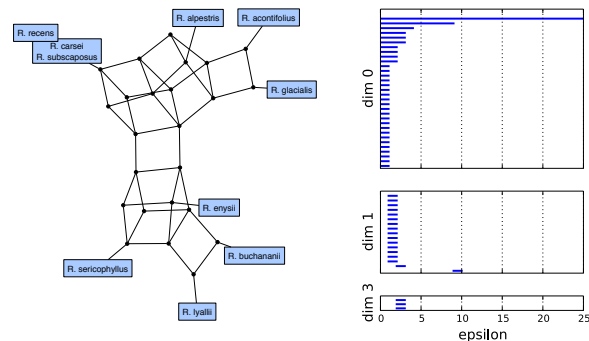 R. recens
R. carsei
R. subscaposus
R. alpestris
R. acontifolius
R. glacialis
R. enysii
R. buchananii
R. sericophyllus
R. lyallii
dim 0
dim 1
dim 3
0 5 10 15 20 25
epsilon